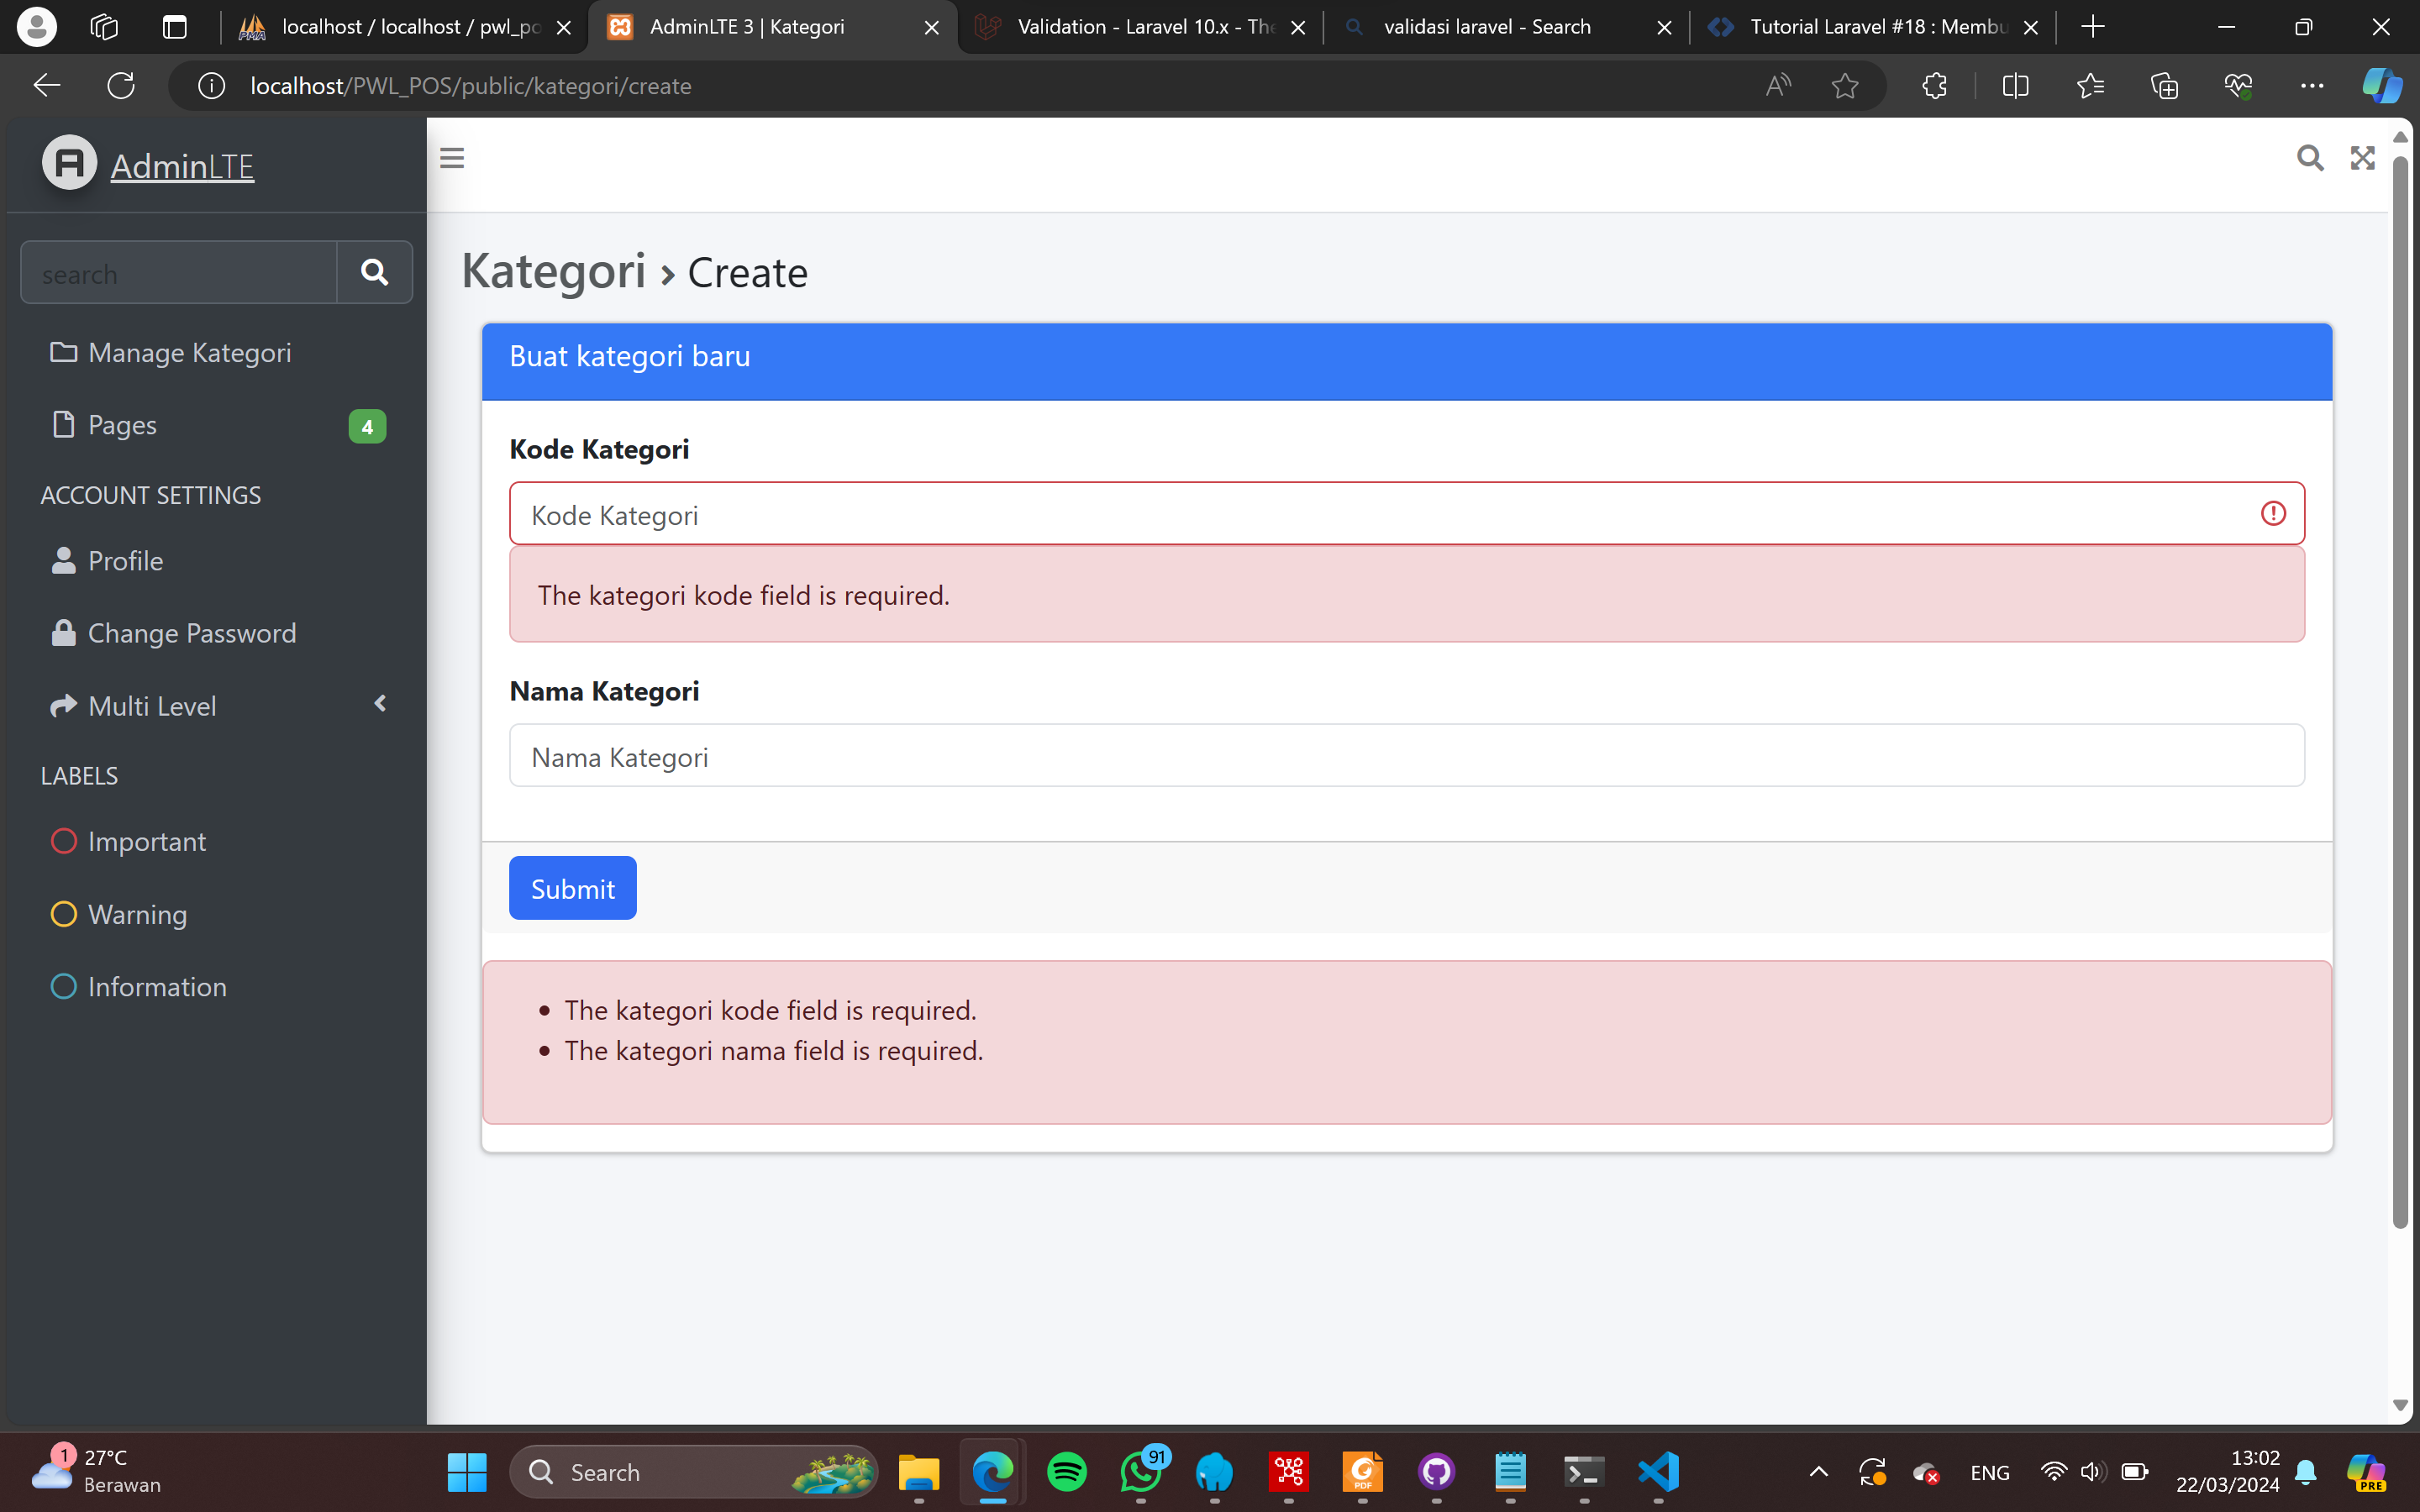 localhost / localhost / pwl_po
AdminLTE 3 | Kategori
Validation - Laravel 10.x - The
validasi laravel - Search
Tutorial Laravel #18 : Membu
localhost/PWL_POS/public/kategori/create
AdminLTE
search
Manage Kategori
Pages
4
ACCOUNT SETTINGS
Profile
Change Password
Multi Level
LABELS
Important
Warning
Information
Kategori › Create
Buat kategori baru
Kode Kategori
Kode Kategori
The kategori kode field is required.
Nama Kategori
Nama Kategori
Submit
The kategori kode field is required.
The kategori nama field is required.
1
27°C
Berawan
Search
91
PDF
ENG
13:02
22/03/2024
PRE